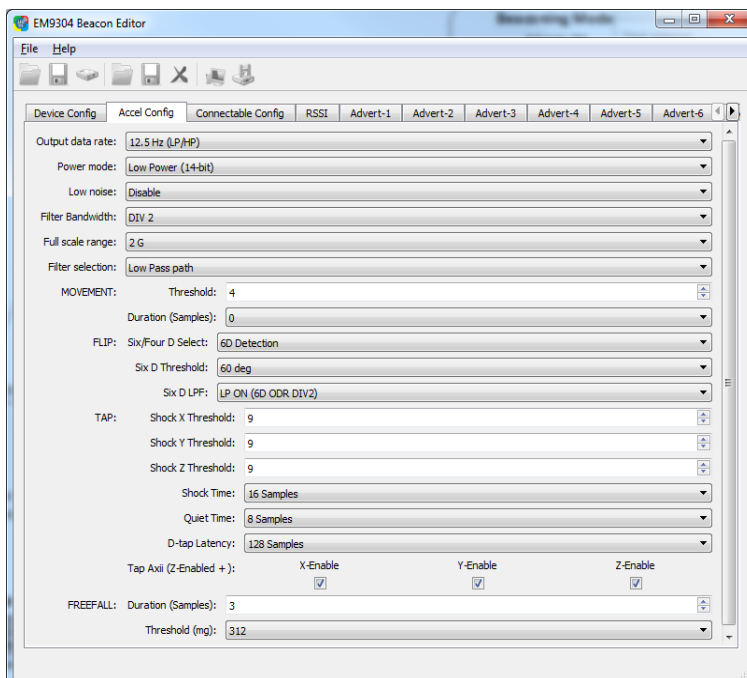 EM9304 Beacon Editor
File Help
Device Config Accel Config Connectable Config RSSI Advert-1 Advert-2 Advert-3 Advert-4 Advert-5 Advert-6
Output data rate: 12.5 Hz (LP/HP)
Power mode: Low Power (14-bit)
Low noise: Disable
Filter Bandwidth: DIV 2
Full scale range: 2 G
Filter selection: Low Pass path
MOVEMENT: Threshold: 4
Duration (Samples): 0
FLIP: Six/Four D Select: 6D Detection
Six D Threshold: 60 deg
Six D LPF: LP ON (6D ODR DIV2)
TAP: Shock X Threshold: 9
Shock Y Threshold: 9
Shock Z Threshold: 9
Shock Time: 16 Samples
Quiet Time: 8 Samples
D-tap Latency: 128 Samples
Tap Axii (Z-Enabled + ): X-Enable Y-Enable Z-Enable
FREEFALL: Duration (Samples): 3
Threshold (mg): 312